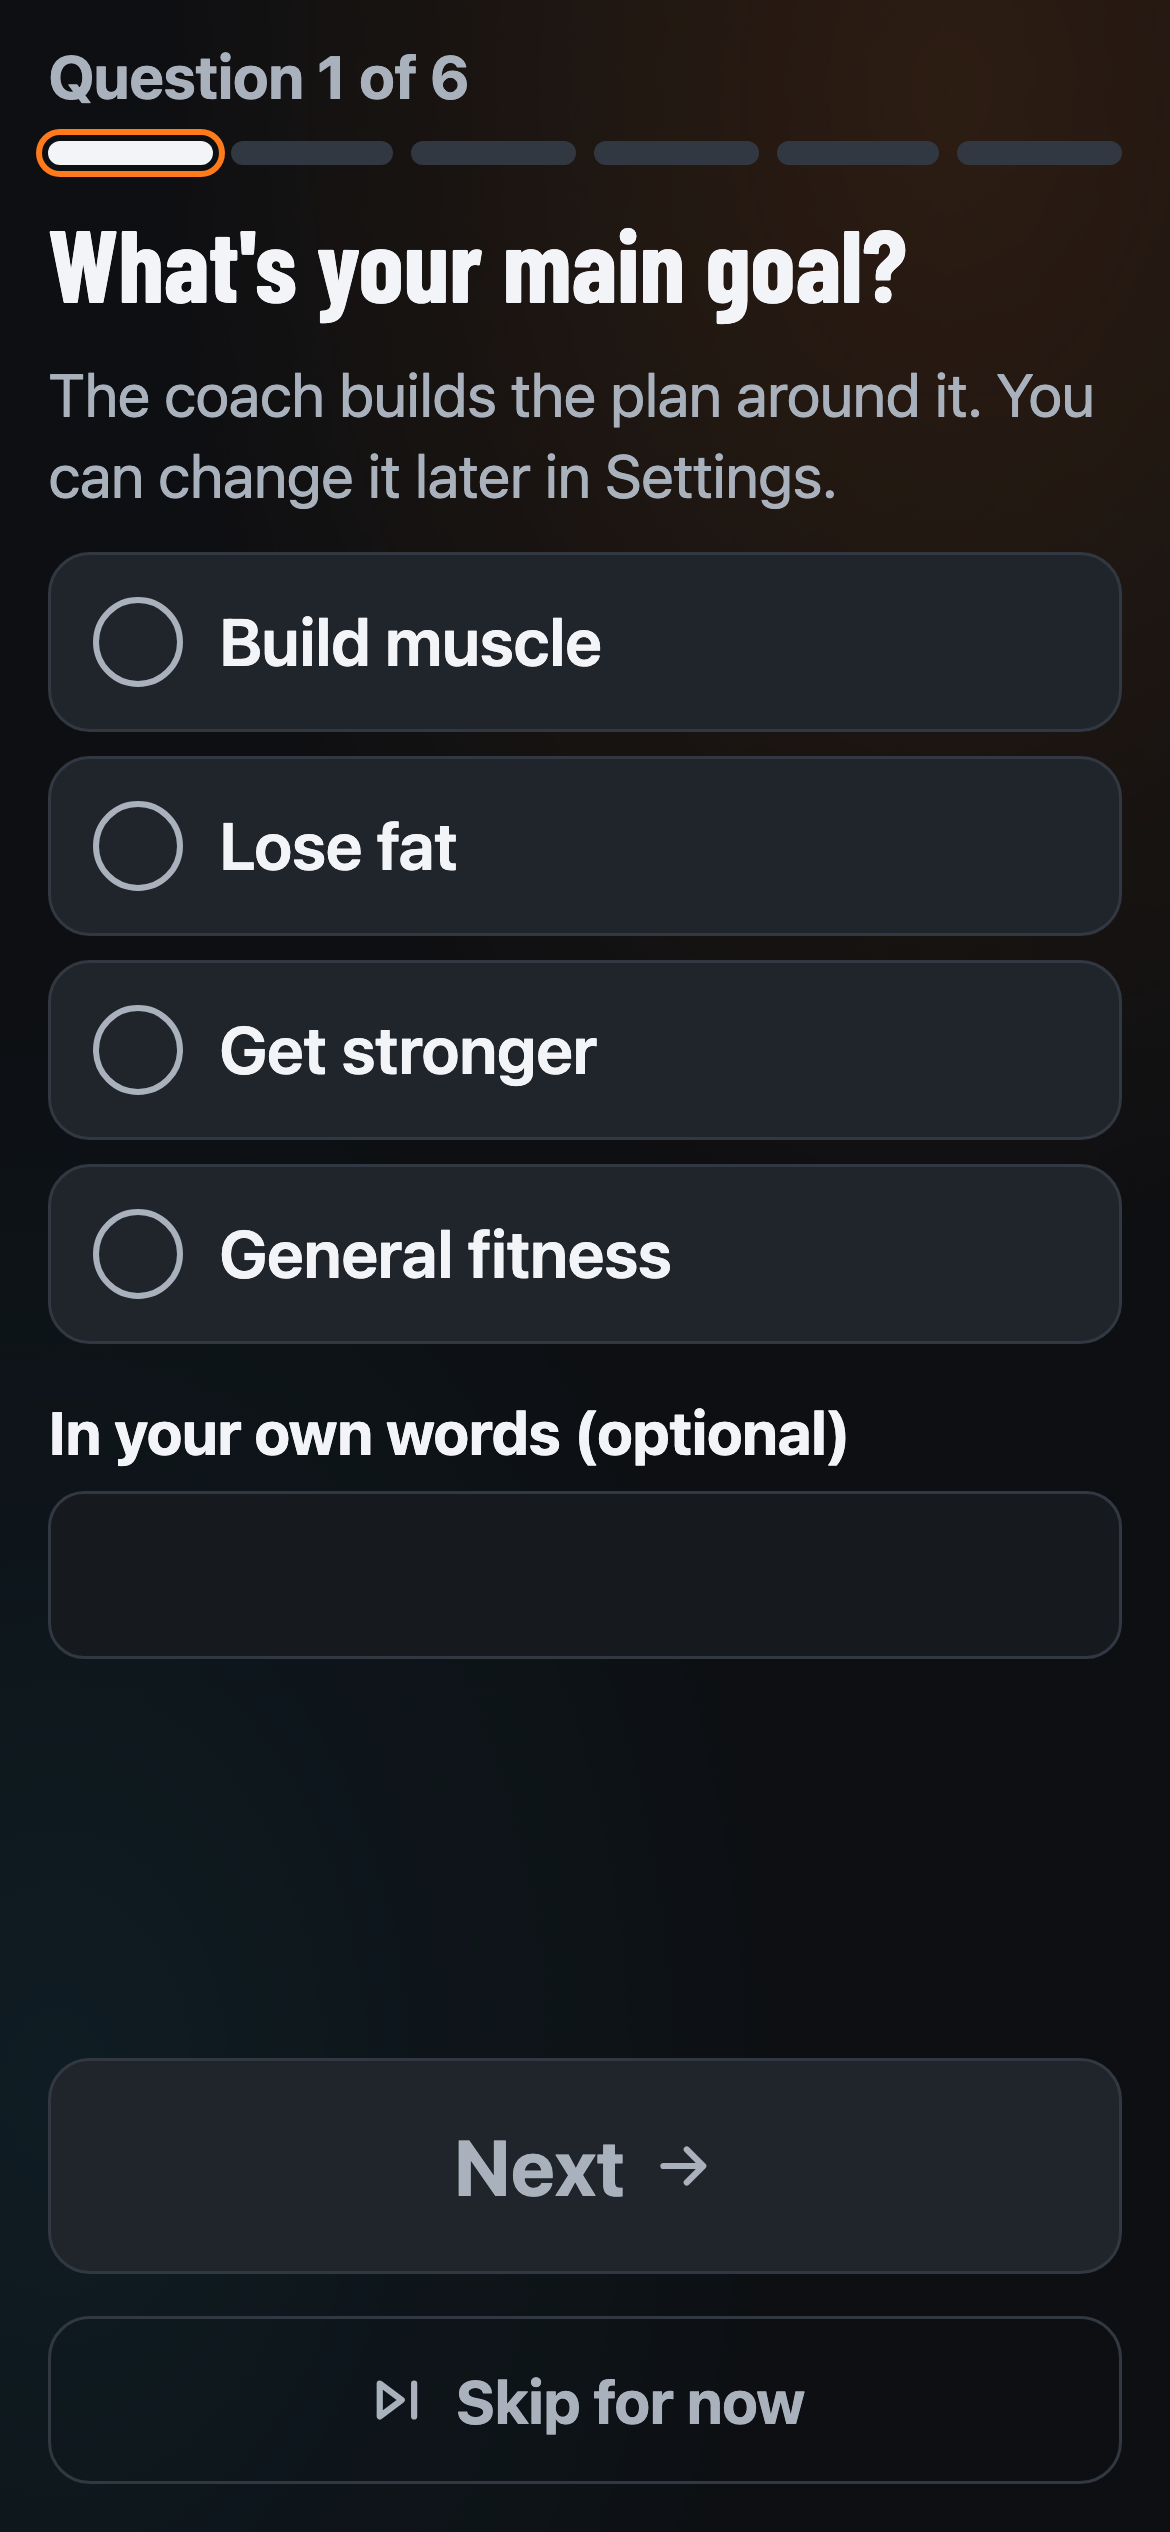 Question 1 of 6
What's your main goal?
The coach builds the plan around it. You
can change it later in Settings.
Build muscle
Lose fat
Get stronger
General fitness
In your own words (optional)
Next
Skip for now